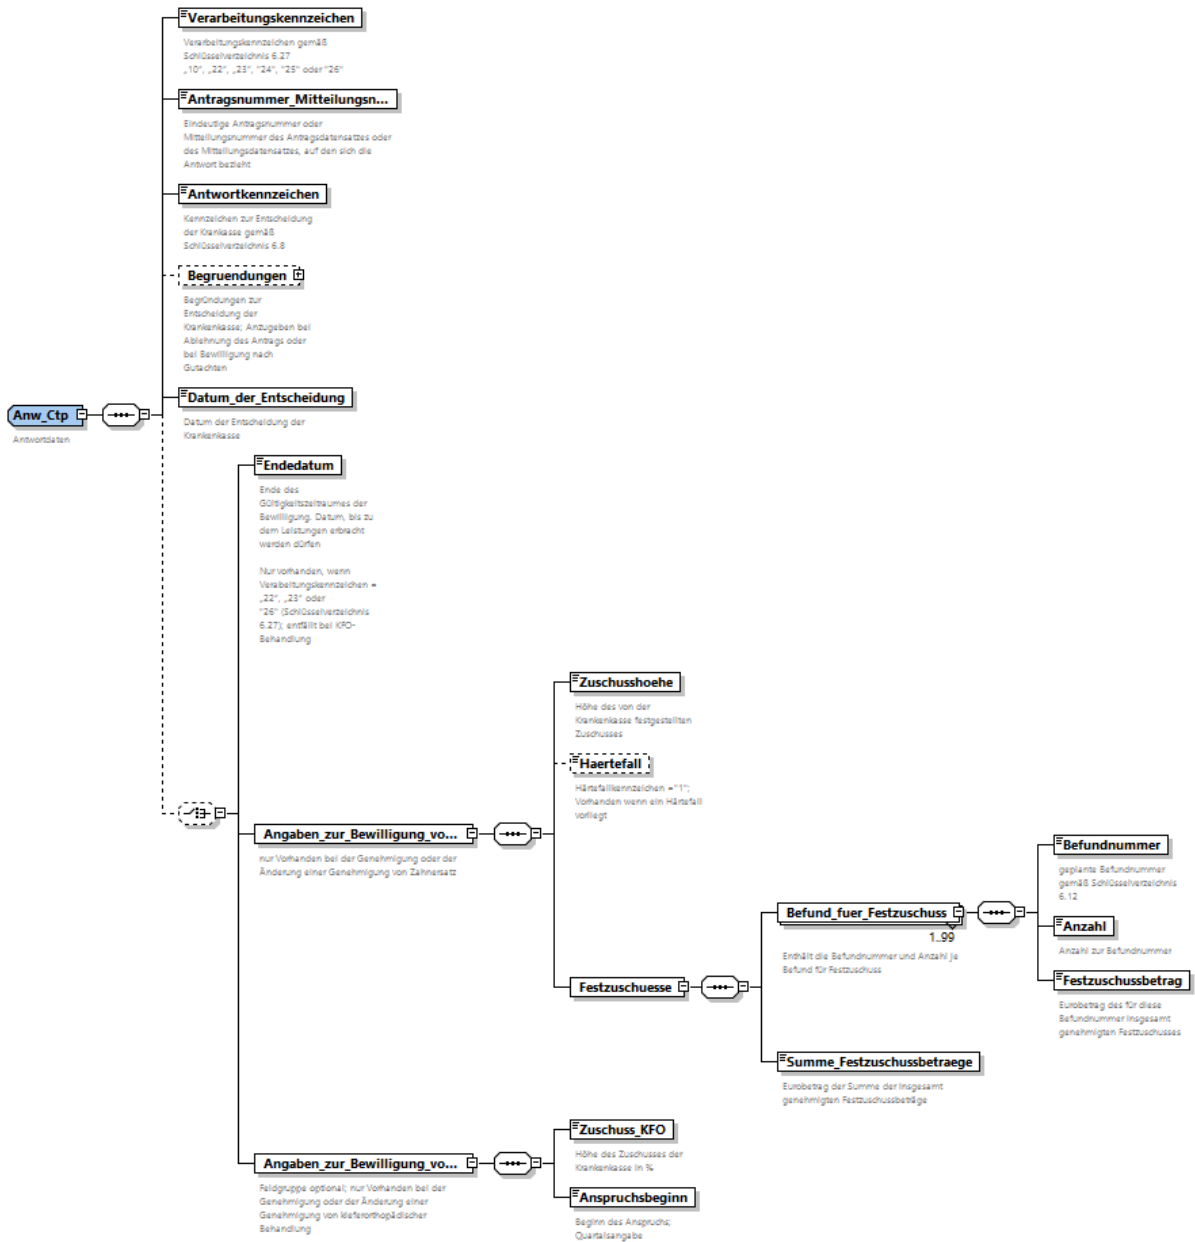 Verarbeitungskennzeichen
Verarbeitungskennzeichen gemäß
Schlüsselverzeichnis 6.27
„10“, „22“, „23“, "24", "25" oder "26"
Antragsnummer_Mitteilungsn...
Eindeutige Antragsnummer oder
Mitteilungsnummer des Antragsdatensatzes oder
des Mitteilungsdatensatzes, auf den sich die
Antwort bezieht
Antwortkennzeichen
Kennzeichen zur Entscheidung
der Krankasse gemäß
Schlüsselverzeichnis 6.8
Begruendungen
Begründungen zur
Entscheidung der
Krankenkasse; Anzugeben bei
Ablehnung des Antrags oder
bei Bewilligung nach
Gutachten
Datum_der_Entscheidung
Datum der Entscheidung der
Krankenkasse
Anw_Ctp
Antwortdaten
Endedatum
Ende des
Gültigkeitszeitraumes der
Bewilligung. Datum, bis zu
dem Leistungen erbracht
werden dürfen
Nur vorhanden, wenn
Verabeitungskennzeichen =
„22“, „23“ oder
"26" (Schlüsselverzeichnis
6.27); entfällt bei KFO-
Behandlung
Angaben_zur_Bewilligung_vo...
nur Vorhanden bei der Genehmigung oder der
Änderung einer Genehmigung von Zahnersatz
Zuschusshoehe
Höhe des von der
Krankenkasse festgestellten
Zuschusses
Haertefall
Härtefallkennzeichen ="1";
Vorhanden wenn ein Härtefall
vorliegt
Festzuschuesse
Befund_fuer_Festzuschuss
1..99
Enthält die Befundnummer und Anzahl je
Befund für Festzuschuss
Befundnummer
geplante Befundnummer
gemäß Schlüsselverzeichnis
6.12
Anzahl
Anzahl zur Befundnummer
Festzuschussbetrag
Eurobetrag des für diese
Befundnummer insgesamt
genehmigten Festzuschusses
Summe_Festzuschussbetraege
Eurobetrag der Summe der insgesamt
genehmigten Festzuschussbeträge
Angaben_zur_Bewilligung_vo...
Feldgruppe optional; nur Vorhanden bei der
Genehmigung oder der Änderung einer
Genehmigung von kieferorthopädischer
Behandlung
Zuschuss_KFO
Höhe des Zuschusses der
Krankenkasse in %
Anspruchsbeginn
Beginn des Anspruchs;
Quartalsangabe